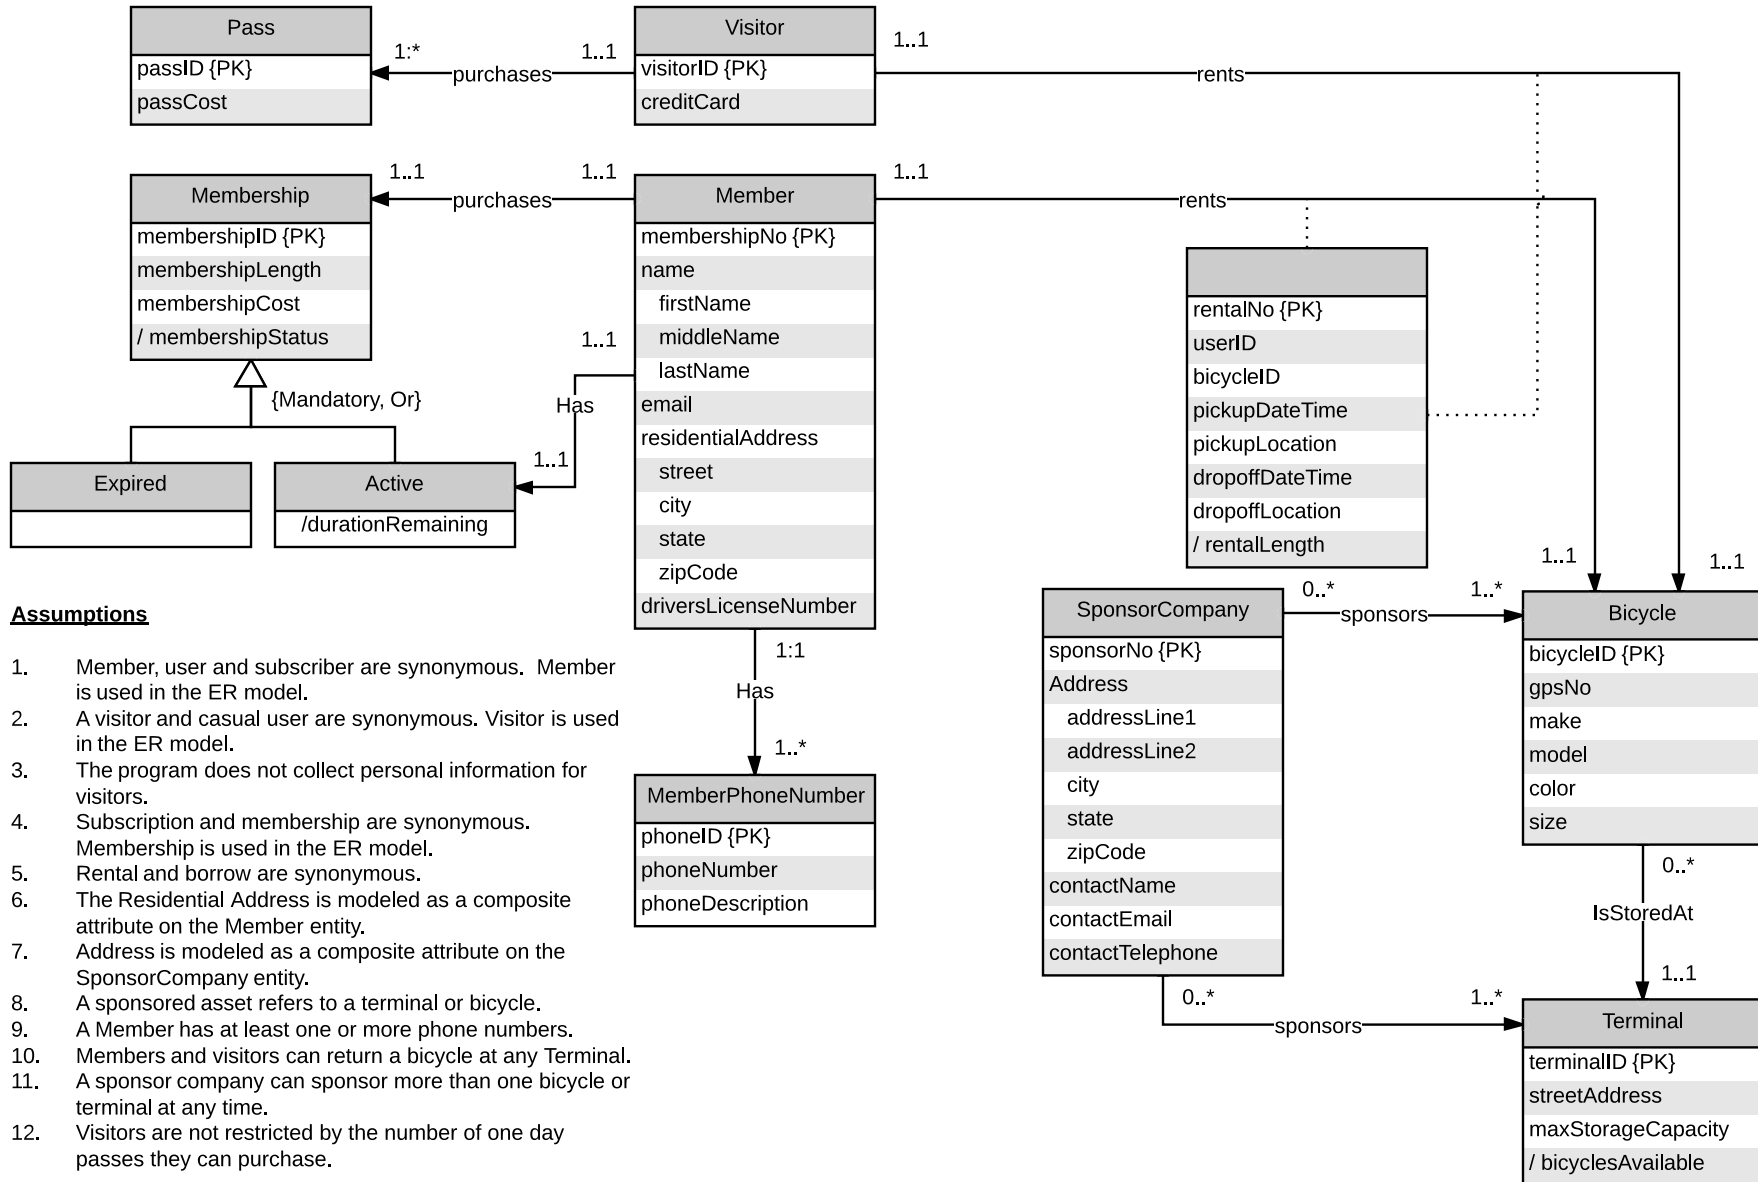 Pass
passID {PK}
passCost
1:*
purchases
1..1
Visitor
visitorID {PK}
creditCard
1..1
rents
Membership
membershipID {PK}
membershipLength
membershipCost
/ membershipStatus
1..1
purchases
1..1
Member
membershipNo {PK}
name
firstName
middleName
lastName
email
residentialAddress
street
city
state
zipCode
driversLicenseNumber
1..1
rents
rentalNo {PK}
userID
bicycleID
pickupDateTime
pickupLocation
dropoffDateTime
dropoffLocation
/ rentalLength
{Mandatory, Or}
1..1
Has
1..1
Expired
Active
/durationRemaining
1..1
1..1
Assumptions
1. Member, user and subscriber are synonymous. Member
is used in the ER model.
2. A visitor and casual user are synonymous. Visitor is used
in the ER model.
3. The program does not collect personal information for
visitors.
4. Subscription and membership are synonymous.
Membership is used in the ER model.
5. Rental and borrow are synonymous.
6. The Residential Address is modeled as a composite
attribute on the Member entity.
7. Address is modeled as a composite attribute on the
SponsorCompany entity.
8. A sponsored asset refers to a terminal or bicycle.
9. A Member has at least one or more phone numbers.
10. Members and visitors can return a bicycle at any Terminal.
11. A sponsor company can sponsor more than one bicycle or
terminal at any time.
12. Visitors are not restricted by the number of one day
passes they can purchase.
1:1
Has
1..*
MemberPhoneNumber
phoneID {PK}
phoneNumber
phoneDescription
SponsorCompany
sponsorNo {PK}
Address
addressLine1
addressLine2
city
state
zipCode
contactName
contactEmail
contactTelephone
0..*
sponsors
1..*
Bicycle
bicycleID {PK}
gpsNo
make
model
color
size
0..*
IsStoredAt
1..1
0..*
sponsors
1..*
Terminal
terminalID {PK}
streetAddress
maxStorageCapacity
/ bicyclesAvailable